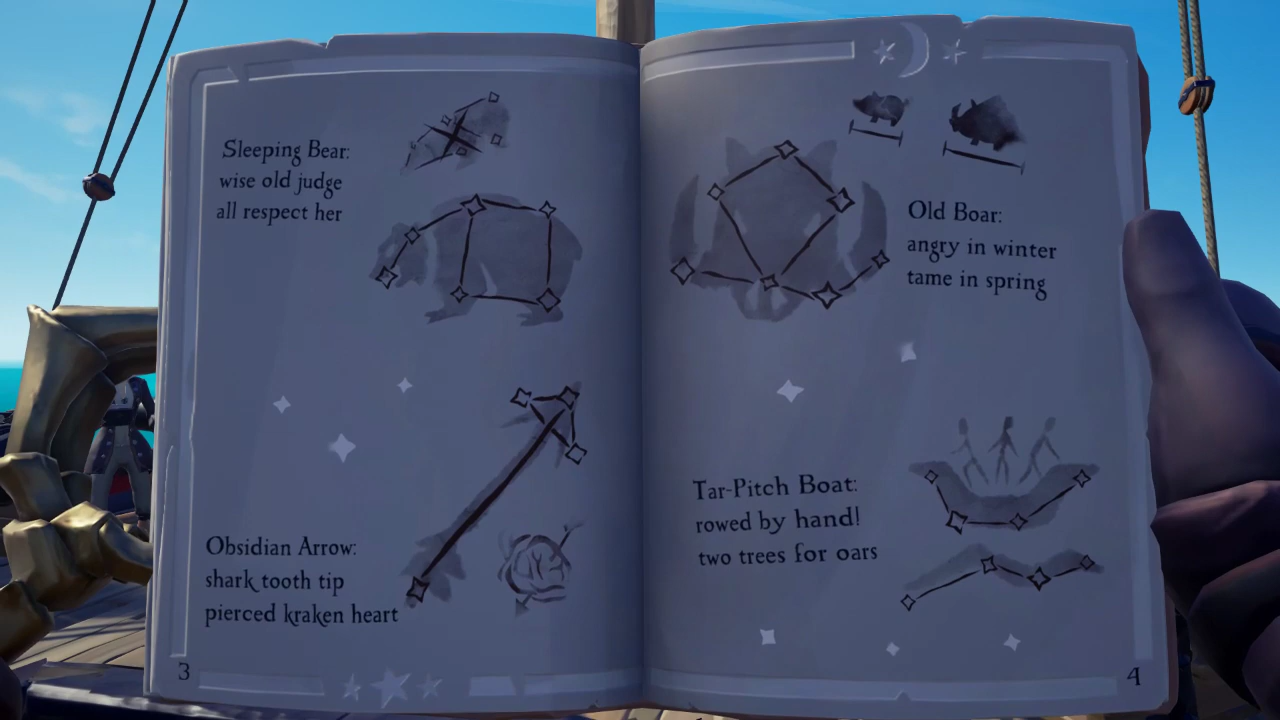 Sleeping Bear:
wise old judge
all respect her
Obsidian Arrow:
shark tooth tip
pierced kraken heart
3
Old Boar:
angry in winter
tame in spring
Tar-Pitch Boat:
rowed by hand!
two trees for oars
4